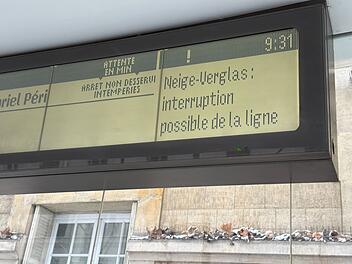 ATTENTE
EN MIN
! 9:31
riel Péri
ARRET NON DESSERVI
INTEMPERIES
Neige-Verglas :
interruption
possible de la ligne